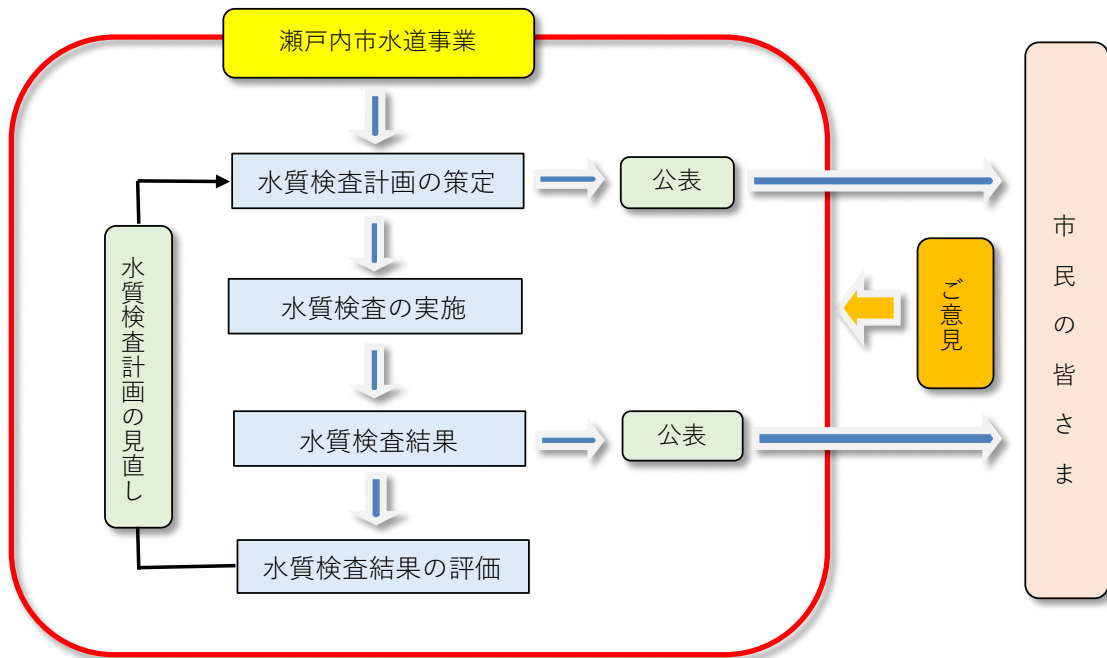 瀬戸内市水道事業
水質検査計画の策定
公表
市民の皆さま
水質検査計画の見直し
ご意見
水質検査の実施
水質検査結果
公表
水質検査結果の評価